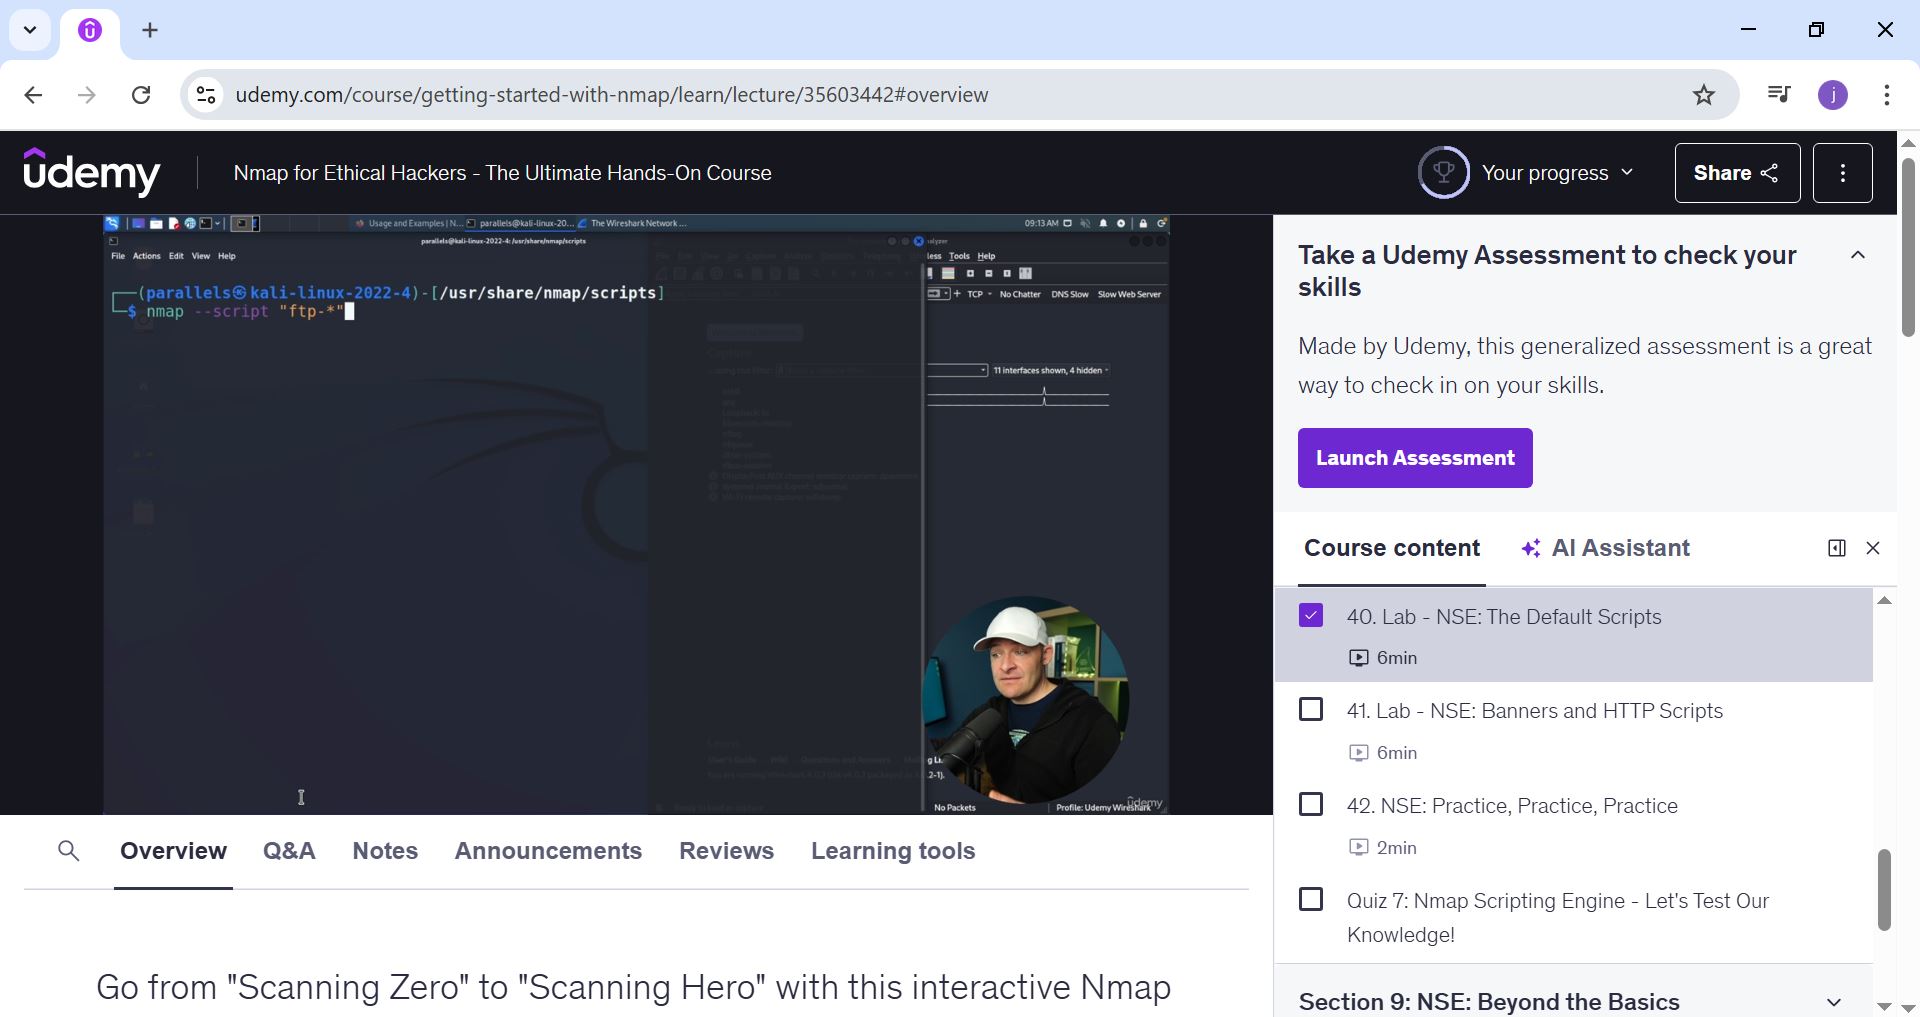 udemy.com/course/getting-started-with-nmap/learn/lecture/35603442#overview
j
ûdemy
Nmap for Ethical Hackers - The Ultimate Hands-On Course
Your progress
Share
Usage and Examples | N...
parallels@kali-linux-20...
The Wireshark Network ...
09:13 AM
parallels@kali-linux-2022-4: /usr/share/nmap/scripts
File Actions Edit View Help
Tools Help
(parallels㉿kali-linux-2022-4)-[/usr/share/nmap/scripts]
$ nmap --script "ftp-*"
+ TCP No Chatter DNS Slow Slow Web Server
11 interfaces shown, 4 hidden
No Packets
Profile: Udemy Wireshark
ûdemy
Take a Udemy Assessment to check your
skills
Made by Udemy, this generalized assessment is a great
way to check in on your skills.
Launch Assessment
Course content
AI Assistant
40. Lab - NSE: The Default Scripts
6min
41. Lab - NSE: Banners and HTTP Scripts
6min
42. NSE: Practice, Practice, Practice
2min
Quiz 7: Nmap Scripting Engine - Let's Test Our
Knowledge!
Section 9: NSE: Beyond the Basics
Overview
Q&A
Notes
Announcements
Reviews
Learning tools
Go from "Scanning Zero" to "Scanning Hero" with this interactive Nmap